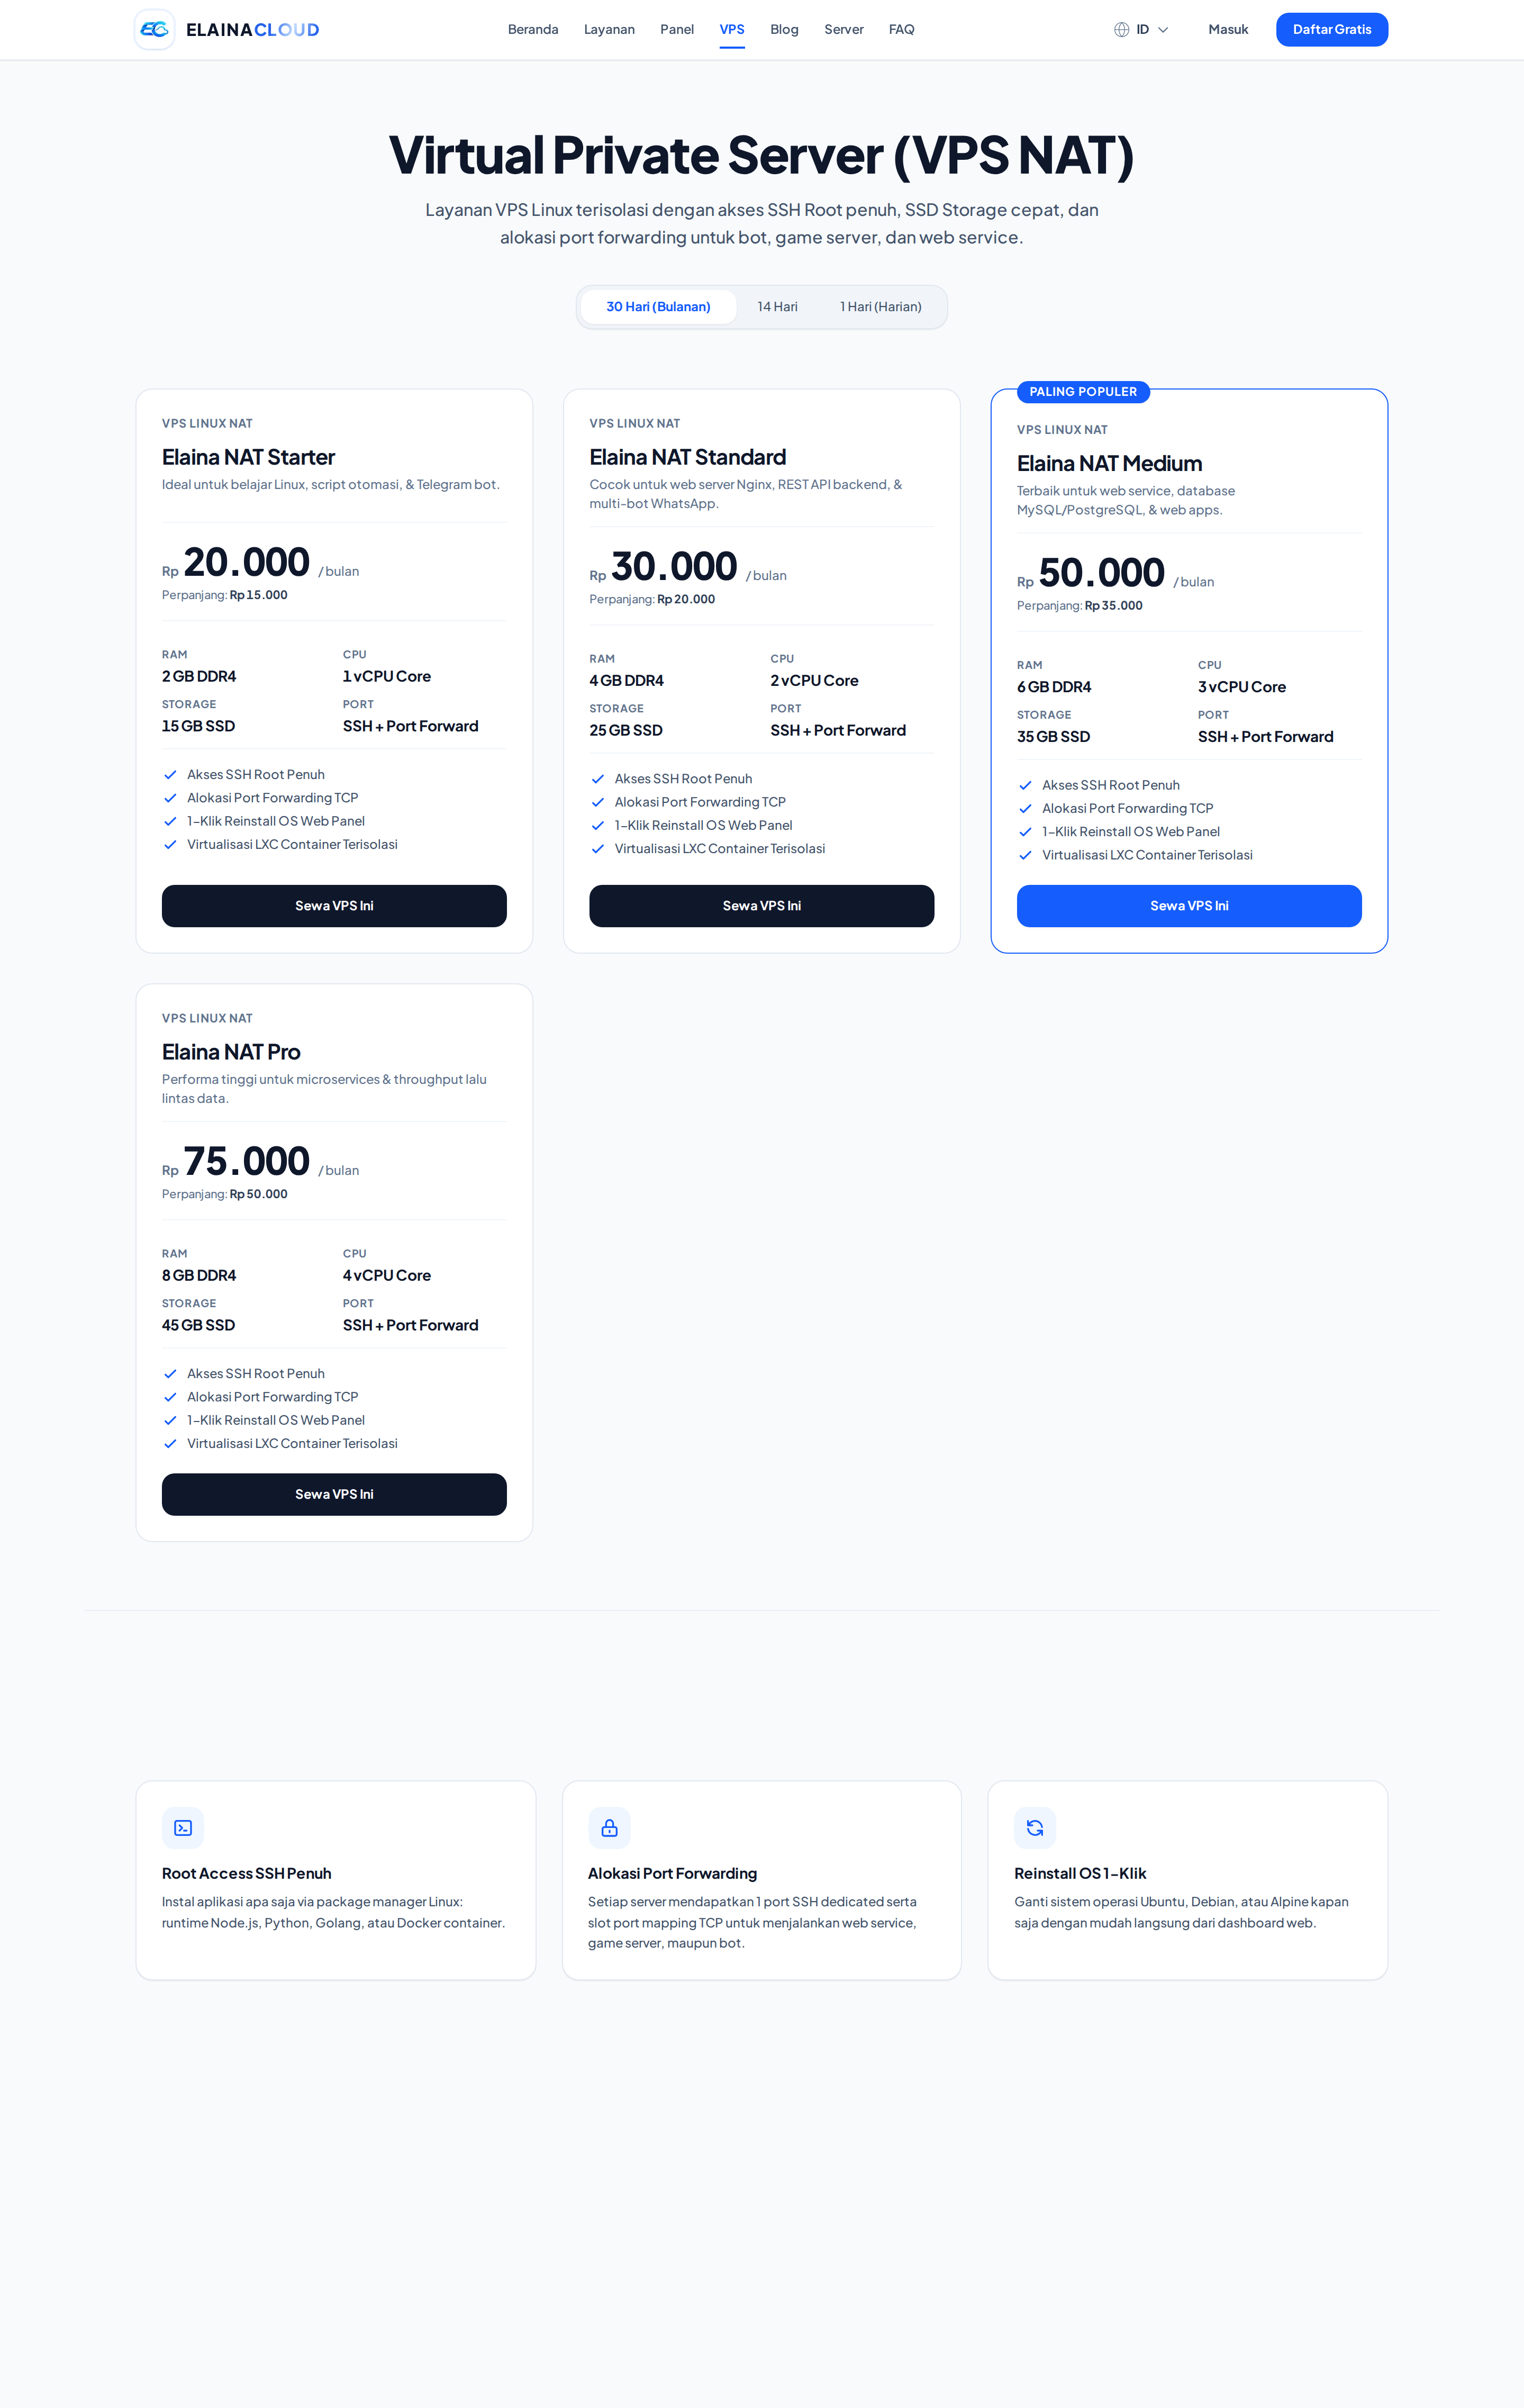 ELAINACLOUD
Beranda
Layanan
Panel
VPS
Blog
Server
FAQ
ID
Masuk
Daftar Gratis
Virtual Private Server (VPS NAT)
Layanan VPS Linux terisolasi dengan akses SSH Root penuh, SSD Storage cepat, dan
alokasi port forwarding untuk bot, game server, dan web service.
30 Hari (Bulanan)
14 Hari
1 Hari (Harian)
VPS LINUX NAT
Elaina NAT Starter
Ideal untuk belajar Linux, script otomasi, & Telegram bot.
Rp 20.000 / bulan
Perpanjang: Rp 15.000
RAM
2 GB DDR4
CPU
1 vCPU Core
STORAGE
15 GB SSD
PORT
SSH + Port Forward
Akses SSH Root Penuh
Alokasi Port Forwarding TCP
1-Klik Reinstall OS Web Panel
Virtualisasi LXC Container Terisolasi
Sewa VPS Ini
VPS LINUX NAT
Elaina NAT Standard
Cocok untuk web server Nginx, REST API backend, &
multi-bot WhatsApp.
Rp 30.000 / bulan
Perpanjang: Rp 20.000
RAM
4 GB DDR4
CPU
2 vCPU Core
STORAGE
25 GB SSD
PORT
SSH + Port Forward
Akses SSH Root Penuh
Alokasi Port Forwarding TCP
1-Klik Reinstall OS Web Panel
Virtualisasi LXC Container Terisolasi
Sewa VPS Ini
PALING POPULER
VPS LINUX NAT
Elaina NAT Medium
Terbaik untuk web service, database
MySQL/PostgreSQL, & web apps.
Rp 50.000 / bulan
Perpanjang: Rp 35.000
RAM
6 GB DDR4
CPU
3 vCPU Core
STORAGE
35 GB SSD
PORT
SSH + Port Forward
Akses SSH Root Penuh
Alokasi Port Forwarding TCP
1-Klik Reinstall OS Web Panel
Virtualisasi LXC Container Terisolasi
Sewa VPS Ini
VPS LINUX NAT
Elaina NAT Pro
Performa tinggi untuk microservices & throughput lalu
lintas data.
Rp 75.000 / bulan
Perpanjang: Rp 50.000
RAM
8 GB DDR4
CPU
4 vCPU Core
STORAGE
45 GB SSD
PORT
SSH + Port Forward
Akses SSH Root Penuh
Alokasi Port Forwarding TCP
1-Klik Reinstall OS Web Panel
Virtualisasi LXC Container Terisolasi
Sewa VPS Ini
Root Access SSH Penuh
Instal aplikasi apa saja via package manager Linux:
runtime Node.js, Python, Golang, atau Docker container.
Alokasi Port Forwarding
Setiap server mendapatkan 1 port SSH dedicated serta
slot port mapping TCP untuk menjalankan web service,
game server, maupun bot.
Reinstall OS 1-Klik
Ganti sistem operasi Ubuntu, Debian, atau Alpine kapan
saja dengan mudah langsung dari dashboard web.